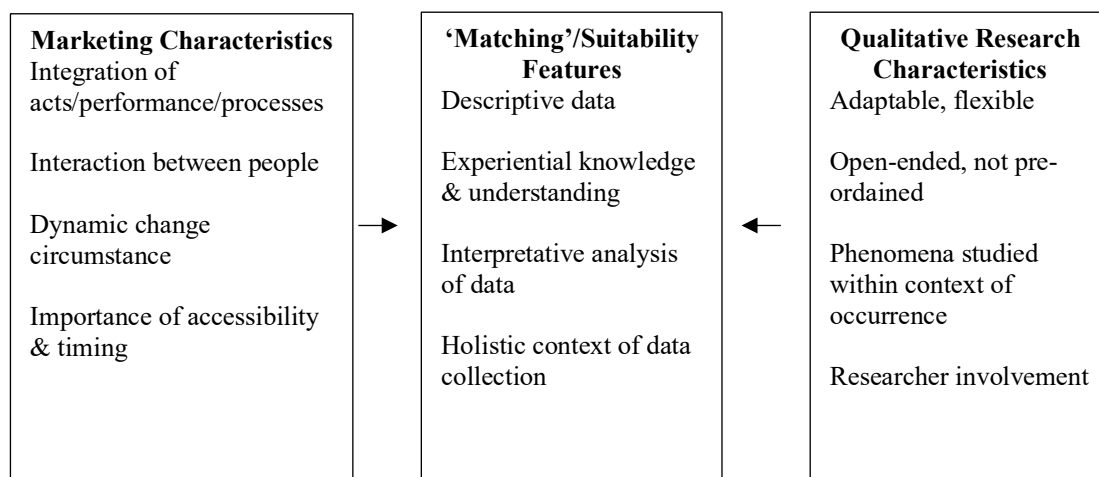 Marketing Characteristics
Integration of
acts/performance/processes
Interaction between people
Dynamic change
circumstance
Importance of accessibility
& timing
‘Matching’/Suitability
Features
Descriptive data
Experiential knowledge
& understanding
Interpretative analysis
of data
Holistic context of data
collection
Qualitative Research
Characteristics
Adaptable, flexible
Open-ended, not pre-
ordained
Phenomena studied
within context of
occurrence
Researcher involvement